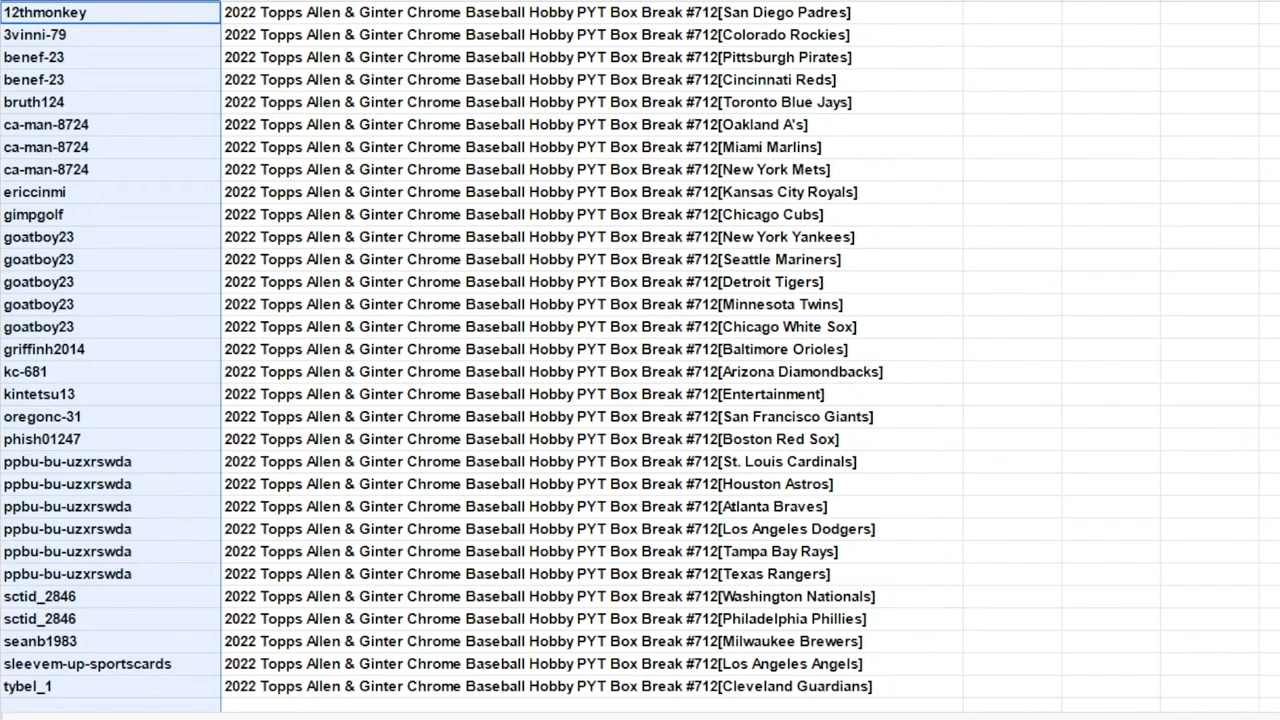 12thmonkey 2022 Topps Allen & Ginter Chrome Baseball Hobby PYT Box Break #712[San Diego Padres]
3vinni-79 2022 Topps Allen & Ginter Chrome Baseball Hobby PYT Box Break #712[Colorado Rockies]
benef-23 2022 Topps Allen & Ginter Chrome Baseball Hobby PYT Box Break #712[Pittsburgh Pirates]
benef-23 2022 Topps Allen & Ginter Chrome Baseball Hobby PYT Box Break #712[Cincinnati Reds]
bruth124 2022 Topps Allen & Ginter Chrome Baseball Hobby PYT Box Break #712[Toronto Blue Jays]
ca-man-8724 2022 Topps Allen & Ginter Chrome Baseball Hobby PYT Box Break #712[Oakland A's]
ca-man-8724 2022 Topps Allen & Ginter Chrome Baseball Hobby PYT Box Break #712[Miami Marlins]
ca-man-8724 2022 Topps Allen & Ginter Chrome Baseball Hobby PYT Box Break #712[New York Mets]
ericcinmi 2022 Topps Allen & Ginter Chrome Baseball Hobby PYT Box Break #712[Kansas City Royals]
gimpgolf 2022 Topps Allen & Ginter Chrome Baseball Hobby PYT Box Break #712[Chicago Cubs]
goatboy23 2022 Topps Allen & Ginter Chrome Baseball Hobby PYT Box Break #712[New York Yankees]
goatboy23 2022 Topps Allen & Ginter Chrome Baseball Hobby PYT Box Break #712[Seattle Mariners]
goatboy23 2022 Topps Allen & Ginter Chrome Baseball Hobby PYT Box Break #712[Detroit Tigers]
goatboy23 2022 Topps Allen & Ginter Chrome Baseball Hobby PYT Box Break #712[Minnesota Twins]
goatboy23 2022 Topps Allen & Ginter Chrome Baseball Hobby PYT Box Break #712[Chicago White Sox]
griffinh2014 2022 Topps Allen & Ginter Chrome Baseball Hobby PYT Box Break #712[Baltimore Orioles]
kc-681 2022 Topps Allen & Ginter Chrome Baseball Hobby PYT Box Break #712[Arizona Diamondbacks]
kintetsu13 2022 Topps Allen & Ginter Chrome Baseball Hobby PYT Box Break #712[Entertainment]
oregonc-31 2022 Topps Allen & Ginter Chrome Baseball Hobby PYT Box Break #712[San Francisco Giants]
phish01247 2022 Topps Allen & Ginter Chrome Baseball Hobby PYT Box Break #712[Boston Red Sox]
ppbu-bu-uzxrswda 2022 Topps Allen & Ginter Chrome Baseball Hobby PYT Box Break #712[St. Louis Cardinals]
ppbu-bu-uzxrswda 2022 Topps Allen & Ginter Chrome Baseball Hobby PYT Box Break #712[Houston Astros]
ppbu-bu-uzxrswda 2022 Topps Allen & Ginter Chrome Baseball Hobby PYT Box Break #712[Atlanta Braves]
ppbu-bu-uzxrswda 2022 Topps Allen & Ginter Chrome Baseball Hobby PYT Box Break #712[Los Angeles Dodgers]
ppbu-bu-uzxrswda 2022 Topps Allen & Ginter Chrome Baseball Hobby PYT Box Break #712[Tampa Bay Rays]
ppbu-bu-uzxrswda 2022 Topps Allen & Ginter Chrome Baseball Hobby PYT Box Break #712[Texas Rangers]
sctid_2846 2022 Topps Allen & Ginter Chrome Baseball Hobby PYT Box Break #712[Washington Nationals]
sctid_2846 2022 Topps Allen & Ginter Chrome Baseball Hobby PYT Box Break #712[Philadelphia Phillies]
seanb1983 2022 Topps Allen & Ginter Chrome Baseball Hobby PYT Box Break #712[Milwaukee Brewers]
sleevem-up-sportscards 2022 Topps Allen & Ginter Chrome Baseball Hobby PYT Box Break #712[Los Angeles Angels]
tybel_1 2022 Topps Allen & Ginter Chrome Baseball Hobby PYT Box Break #712[Cleveland Guardians]